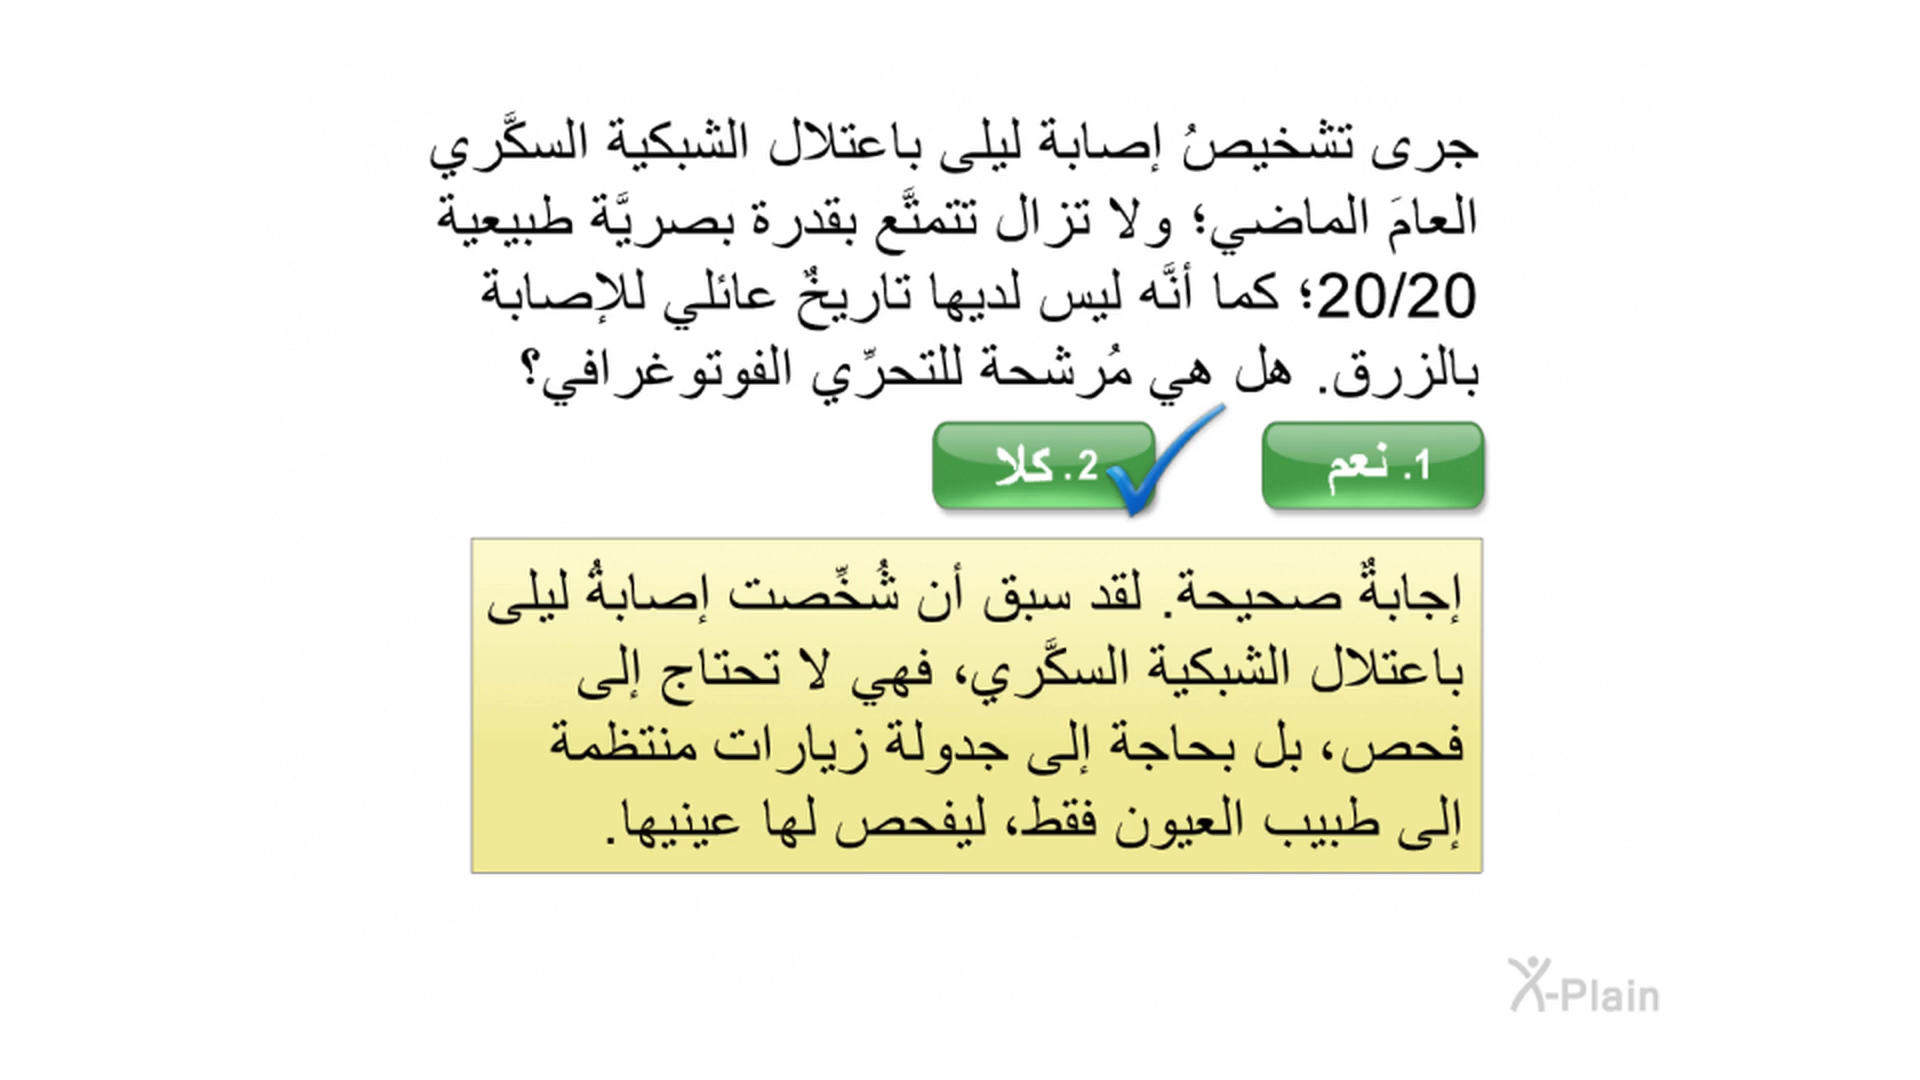 جرى تشخيصُ إصابة ليلى باعتلال الشبكية السكَّري
العامَ الماضي؛ ولا تزال تتمتَّع بقدرة بصريَّة طبيعية
20/20؛ كما أنَّه ليس لديها تاريخٌ عائلي للإصابة
بالزرق. هل هي مُرشحة للتحرِّي الفوتوغرافي؟
1. نعم
2. كلا
إجابةٌ صحيحة. لقد سبق أن شُخِّصت إصابةُ ليلى
باعتلال الشبكية السكَّري، فهي لا تحتاج إلى
فحص، بل بحاجة إلى جدولة زيارات منتظمة
إلى طبيب العيون فقط، ليفحص لها عينيها.
X-Plain